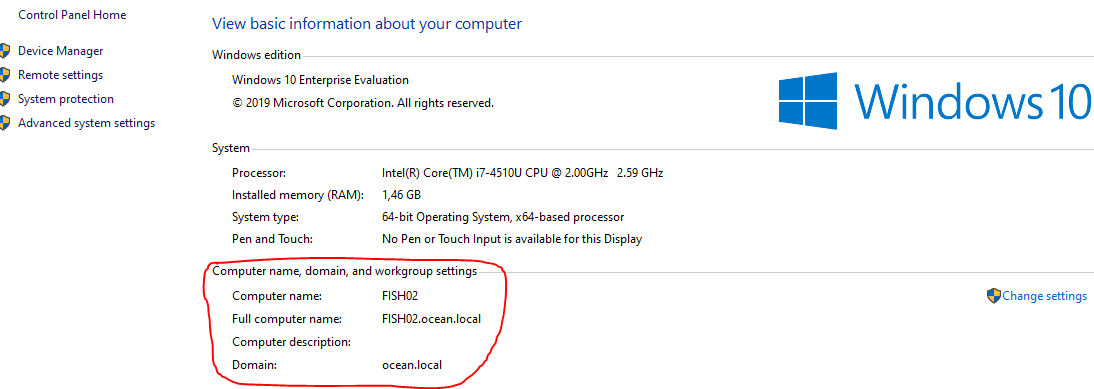 Control Panel Home
Device Manager
Remote settings
System protection
Advanced system settings
View basic information about your computer
Windows edition
Windows 10 Enterprise Evaluation
© 2019 Microsoft Corporation. All rights reserved.
Windows 10
System
Processor: Intel(R) Core(TM) i7-4510U CPU @ 2.00GHz 2.59 GHz
Installed memory (RAM): 1,46 GB
System type: 64-bit Operating System, x64-based processor
Pen and Touch: No Pen or Touch Input is available for this Display
Computer name, domain, and workgroup settings
Computer name: FISH02
Change settings
Full computer name: FISH02.ocean.local
Computer description:
Domain: ocean.local